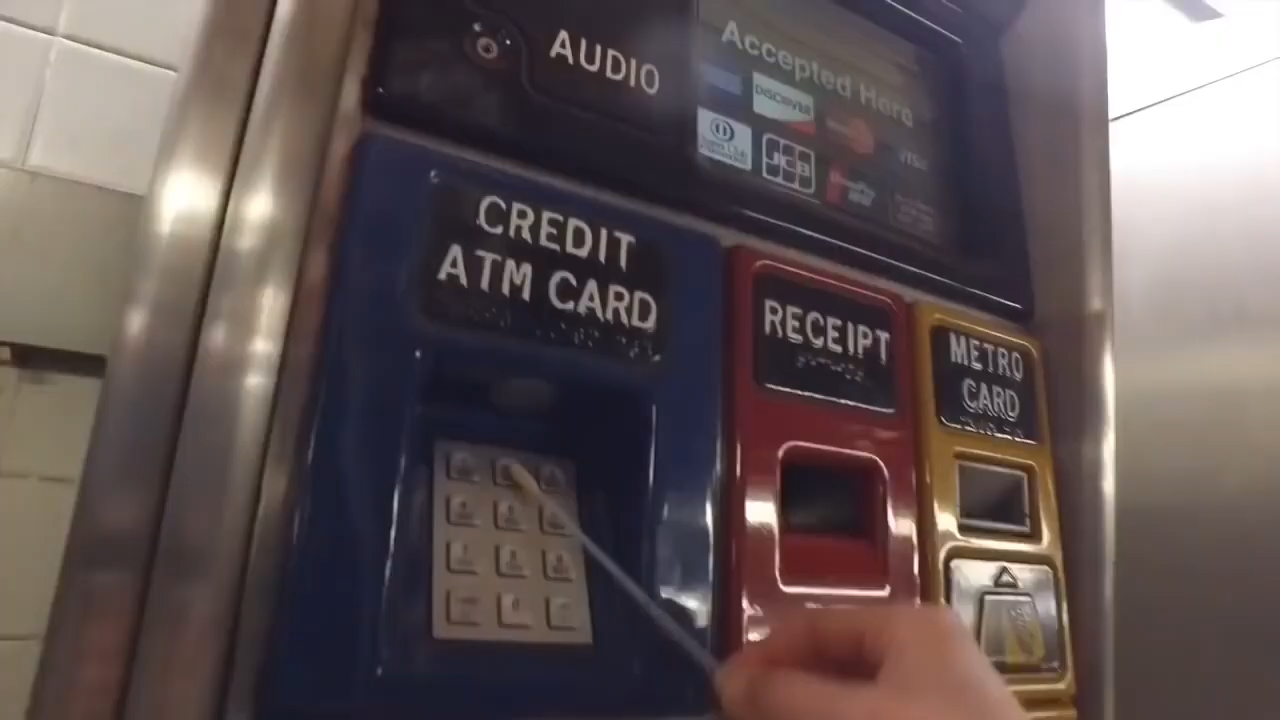 AUDIO
Accepted Here
DISCOVER
VISA
JCB
CREDIT
ATM CARD
RECEIPT
METRO
CARD